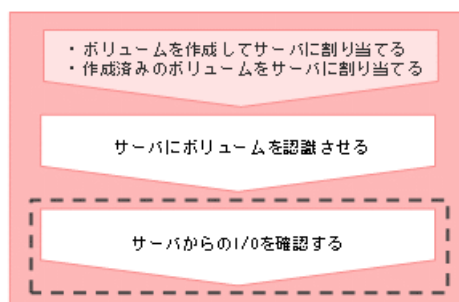 ・ボリュームを作成してサーバに割り当てる
・作成済みのボリュームをサーバに割り当てる
サーバにボリュームを認識させる
サーバからのI/Oを確認する